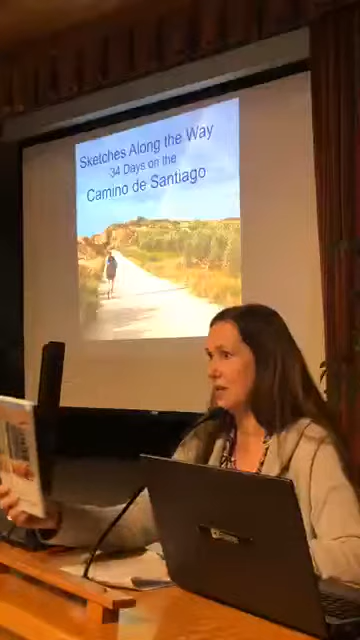 Sketches Along the Way
34 Days on the
Camino de Santiago